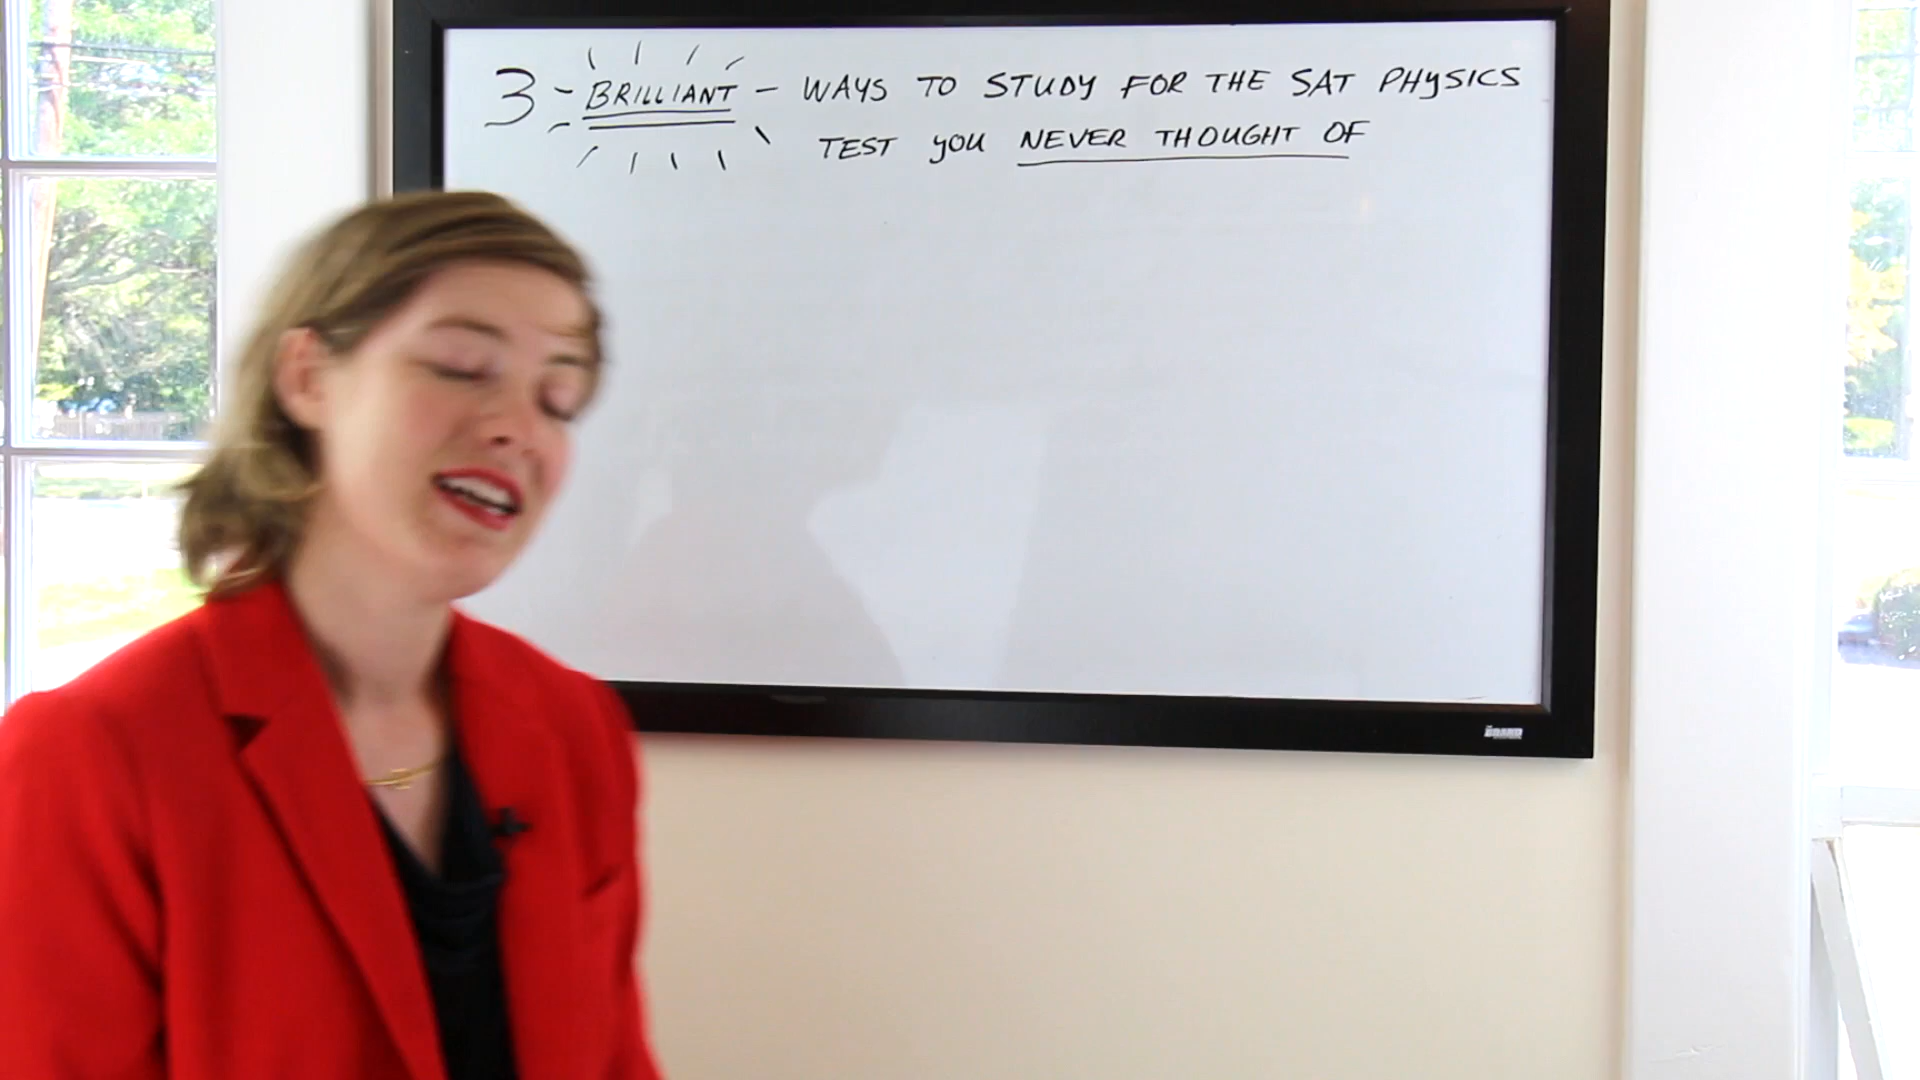 3 - BRILLIANT - WAYS TO STUDY FOR THE SAT PHYSICS
TEST YOU NEVER THOUGHT OF